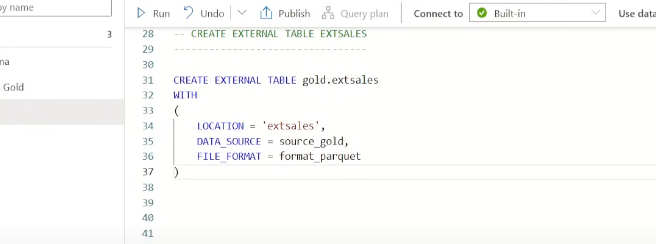 by name
3
na
Gold
Run Undo Publish Query plan Connect to Built-in Use data
28 -- CREATE EXTERNAL TABLE EXTSALES
29 --------------------------------
30
31 CREATE EXTERNAL TABLE gold.extsales
32 WITH
33 (
34 LOCATION = 'extsales',
35 DATA_SOURCE = source_gold,
36 FILE_FORMAT = format_parquet
37 )
38
39
40
41